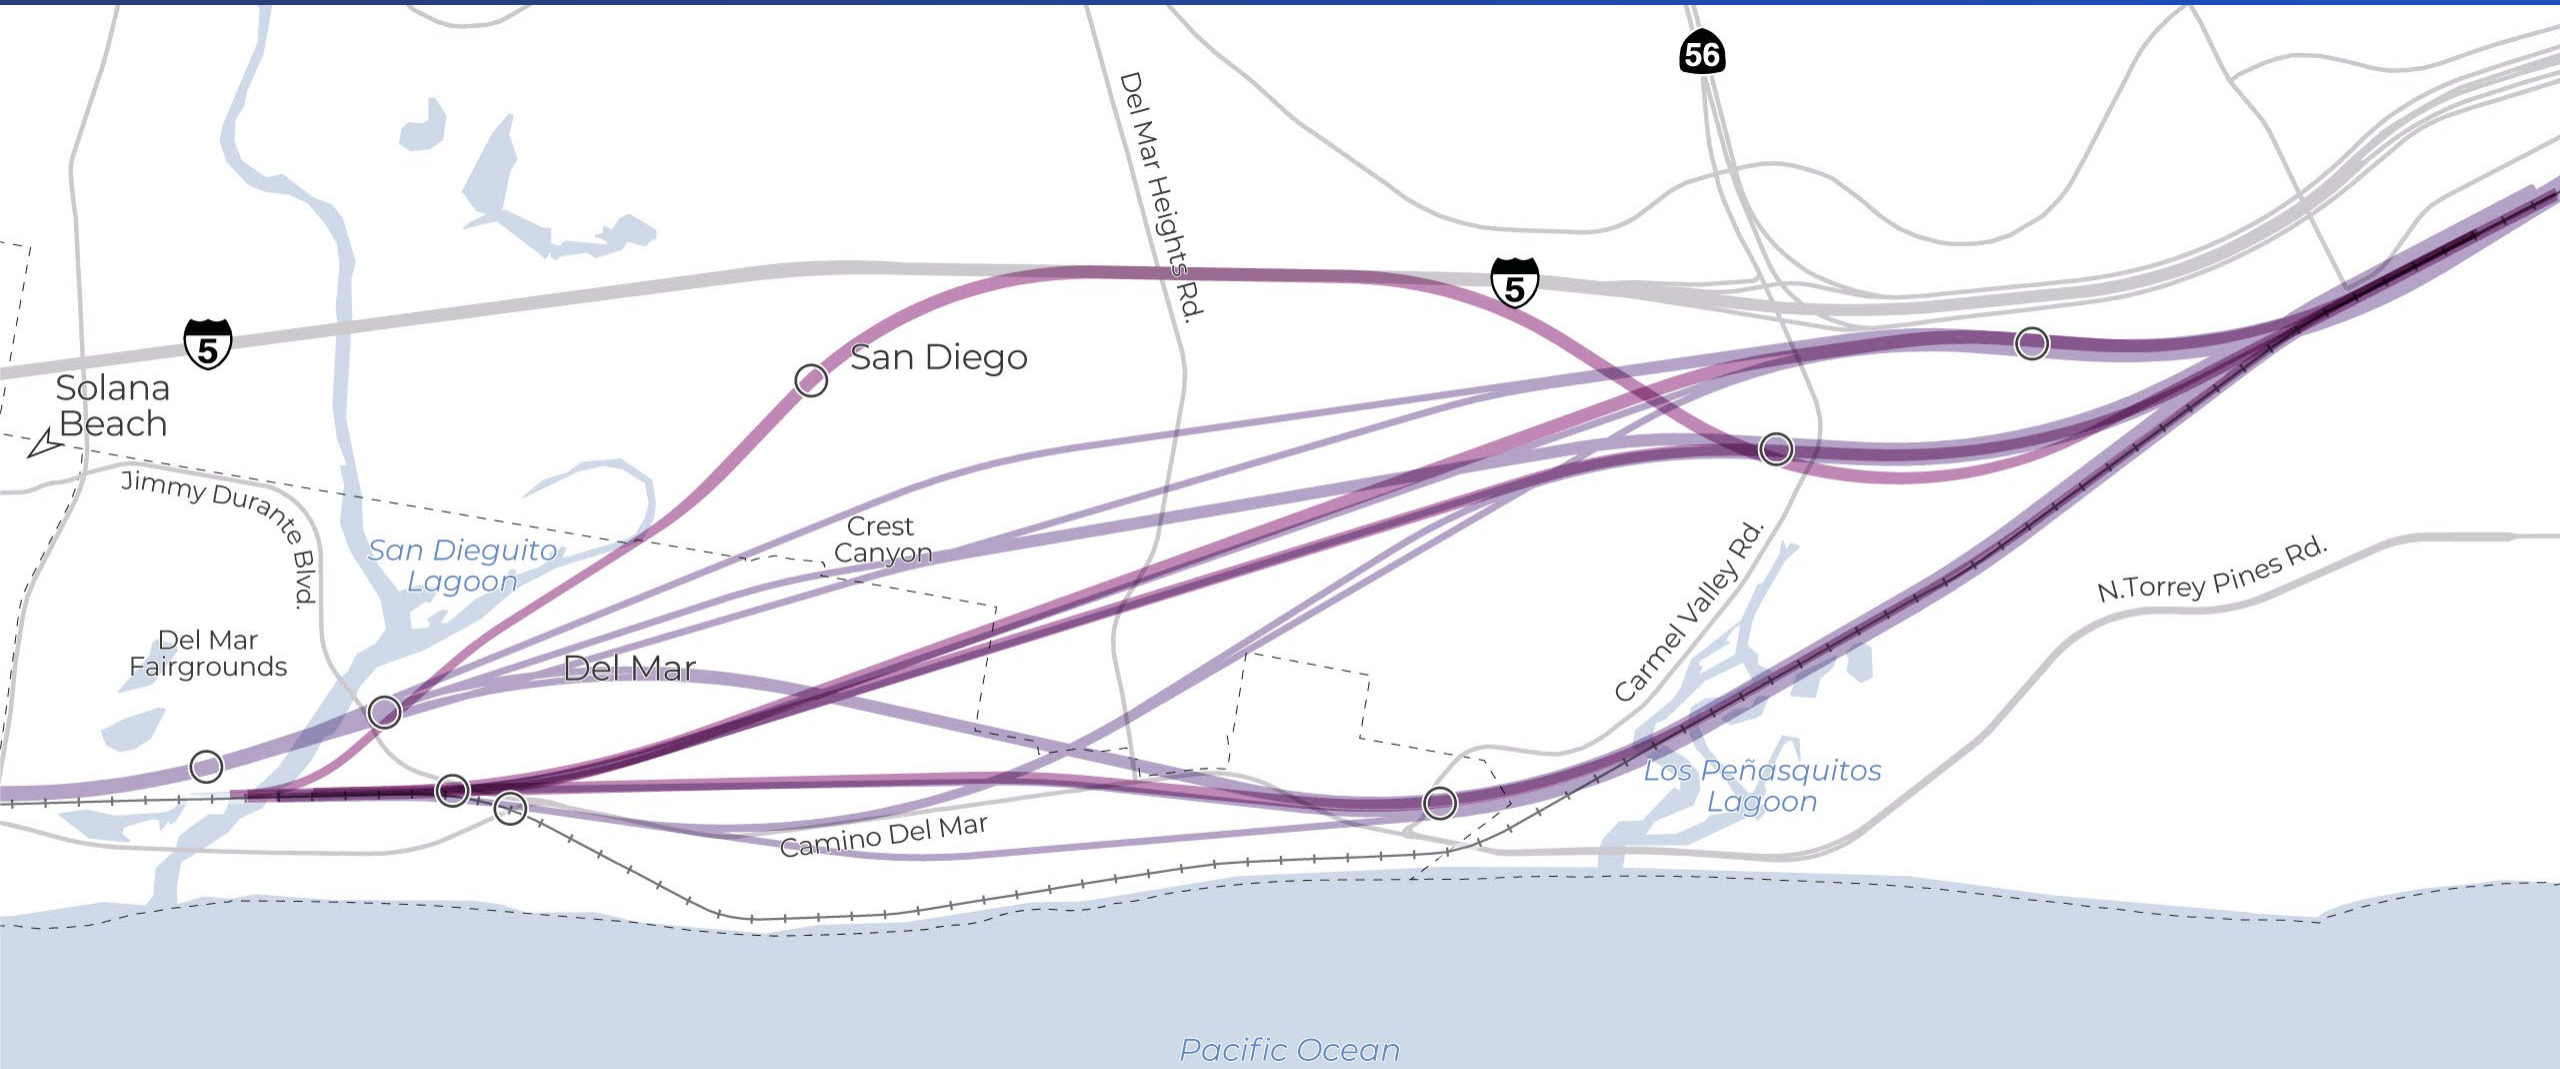 56
Del Mar Heights Rd.
5
5
San Diego
Solana
Beach
Jimmy Durante Blvd.
Crest
Canyon
San Dieguito
Lagoon
N.Torrey Pines Rd.
Carmel Valley Rd.
Del Mar
Fairgrounds
Del Mar
Los Peñasquitos
Lagoon
Camino Del Mar
Pacific Ocean